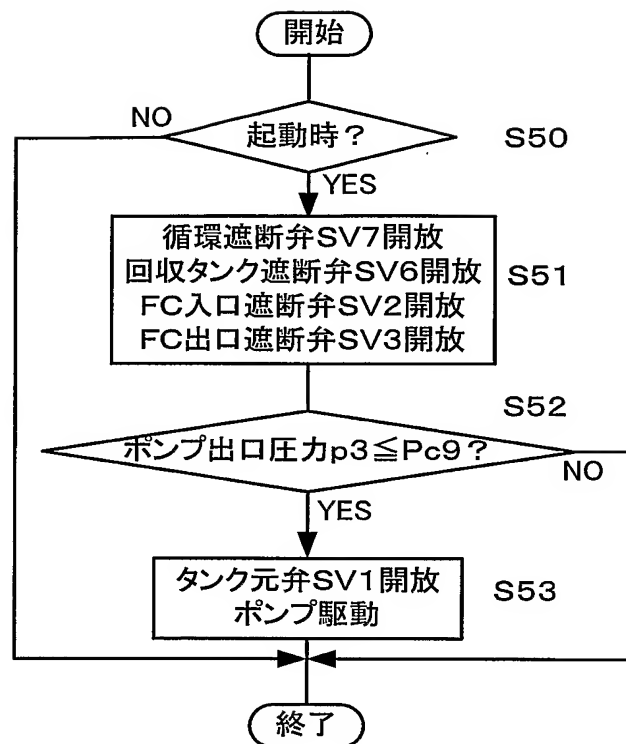 開始
NO
起動時？
S50
YES
循環遮断弁SV7開放
回収タンク遮断弁SV6開放
FC入口遮断弁SV2開放
FC出口遮断弁SV3開放
S51
S52
ポンプ出口圧力p3≦Pc9？
NO
YES
タンク元弁SV1開放
ポンプ駆動
S53
終了